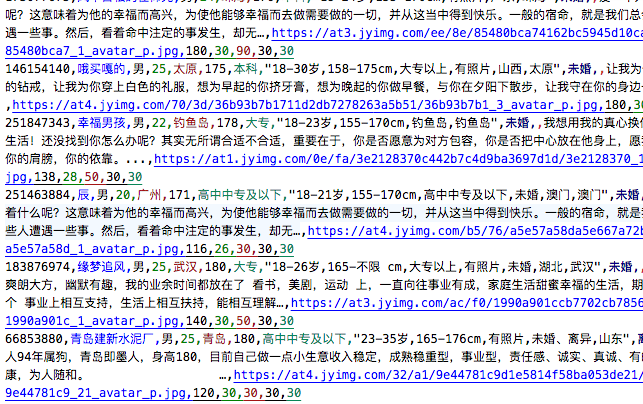 呢？这意味着为他的幸福而高兴，为使他能够幸福而去做需要做的一切，并从这当中得到快乐。一般的宿命，就是我们总
遇一些事。然后，看着命中注定的事发生，却无…,https://at3.jyimg.com/ee/8e/85480bca74162bc5945d10ca
85480bca7_1_avatar_p.jpg,180,30,90,30,30
146154140,哦买嘎的,男,25,太原,175,本科,"18-30岁,158-175cm,大专以上,有照片,山西,太原",未婚,,让我为
的钻戒，让我为你穿上白色的礼服，想为早起的你挤牙膏，想为晚起的你做早餐，与你在夕阳下散步，让我守在你的身边
,https://at4.jyimg.com/70/3d/36b93b7b1711d2db7278263a5b51/36b93b7b1_3_avatar_p.jpg,180,3
251847343,幸福男孩,男,22,钓鱼岛,178,大专,"18-23岁,155-170cm,钓鱼岛,钓鱼岛",未婚,,我想用我的真心换
生活！还没找到你怎么办呢？其实无所谓合适不合适，重要在于，你是否愿意为对方包容，你是否把中心放在他身上，愿
你的肩膀，你的依靠。...,https://at1.jyimg.com/0e/fa/3e2128370c442b7c4d9ba3697d1d/3e2128370_1
jpg,138,28,50,30,30
251463884,辰,男,20,广州,171,高中中专及以下,"18-21岁,155-170cm,高中中专及以下,未婚,澳门,澳门",未婚,
着什么呢？这意味着为他的幸福而高兴，为使他能够幸福而去做需要做的一切，并从这当中得到快乐。一般的宿命，就是
些人遭遇一些事。然后，看着命中注定的事发生，却无…,https://at4.jyimg.com/b5/76/a5e57a58da5e667a72b
a5e57a58d_1_avatar_p.jpg,116,26,30,30,30
183876974,缘梦追风,男,25,武汉,180,大专,"18-26岁,165-不限 cm,大专以上,有照片,未婚,湖北,武汉",未婚,
爽朗大方，幽默有趣，我的业余时间都放在了 看书，美剧，运动 上，一直向往事业有成，家庭生活甜蜜幸福的生活，期
个 事业上相互支持，生活上相互扶持，能相互理解…,https://at3.jyimg.com/ac/f0/1990a901ccb7702cb7856
1990a901c_1_avatar_p.jpg,140,30,50,30,30
66853880,青岛建新水泥厂,男,25,青岛,180,高中中专及以下,"23-35岁,165-176cm,有照片,未婚、离异,山东",离
人94年属狗，青岛即墨人，身高180，目前自己做一点小生意收入稳定，成熟稳重型，事业型，责任感、诚实、真诚、有
康，为人随和。 …,https://at4.jyimg.com/32/a1/9e44781c9d1e5814f58ba053de21/
9e44781c9_21_avatar_p.jpg,120,30,30,30,30